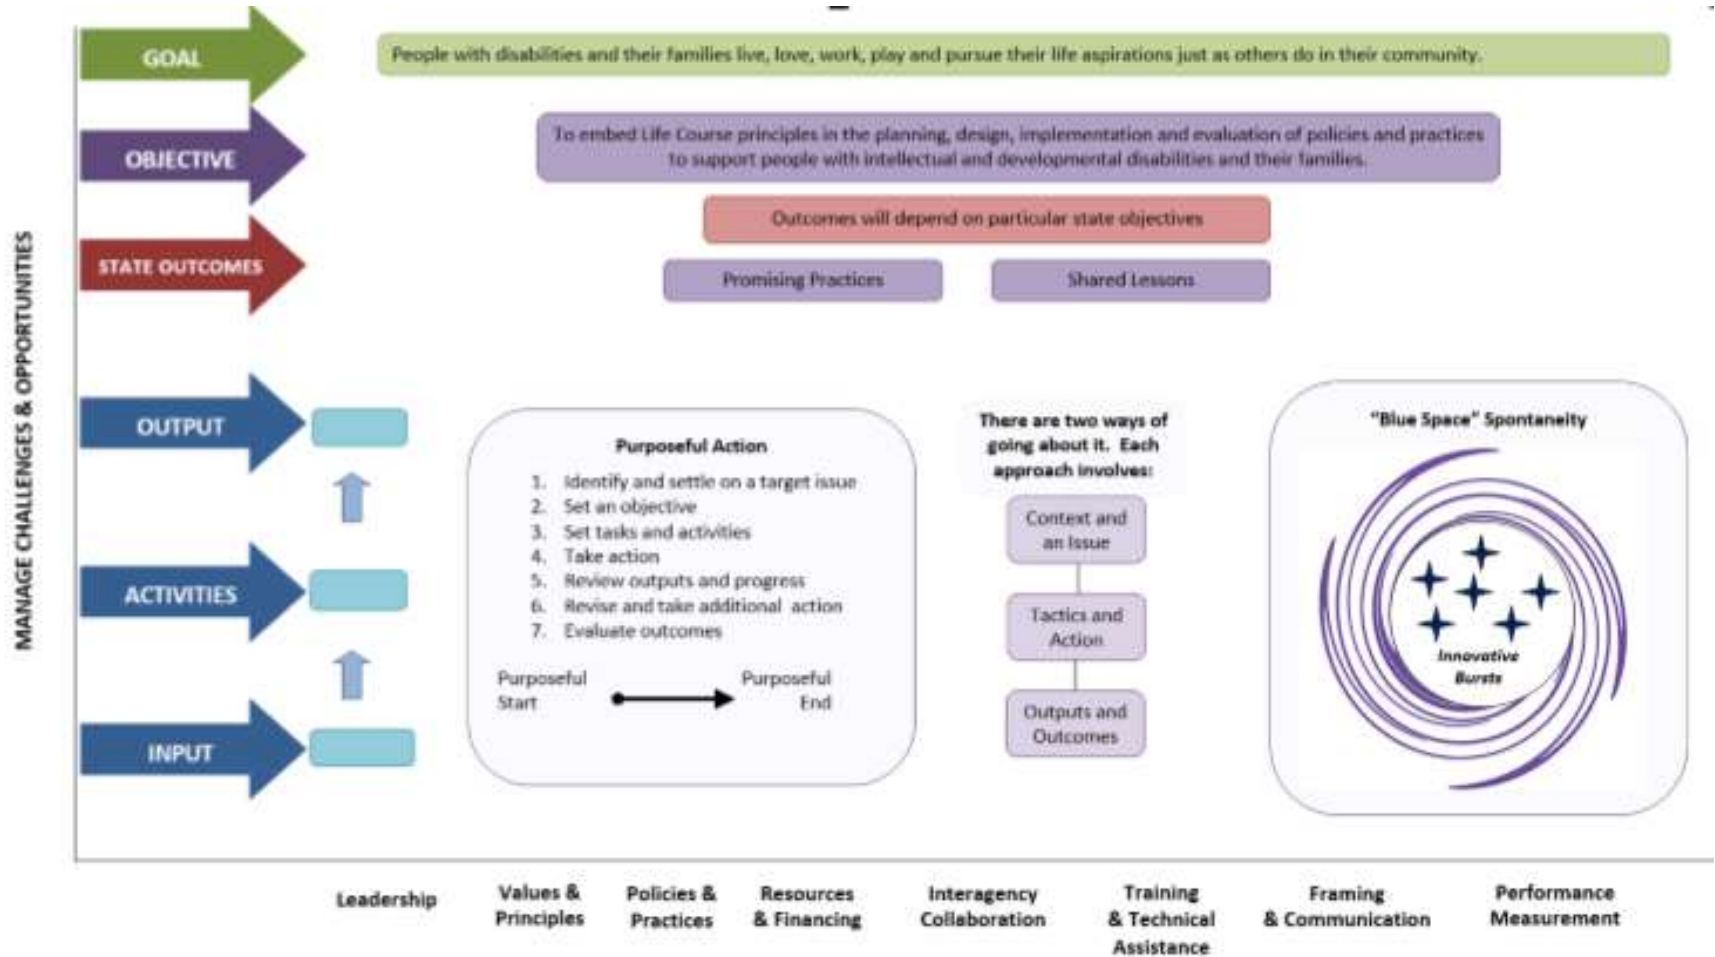 MANAGE CHALLENGES & OPPORTUNITIES
GOAL
People with disabilities and their families live, love, work, play and pursue their life aspirations just as others do in their community.
OBJECTIVE
To embed Life Course principles in the planning, design, implementation and evaluation of policies and practices
to support people with intellectual and developmental disabilities and their families.
STATE OUTCOMES
Outcomes will depend on particular state objectives
Promising Practices
Shared Lessons
OUTPUT
ACTIVITIES
INPUT
Purposeful Action
1. Identify and settle on a target issue
2. Set an objective
3. Set tasks and activities
4. Take action
5. Review outputs and progress
6. Revise and take additional action
7. Evaluate outcomes
Purposeful
Start
Purposeful
End
There are two ways of
going about it. Each
approach involves:
Context and
an Issue
Tactics and
Action
Outputs and
Outcomes
"Blue Space" Spontaneity
Innovative
Bursts
Leadership
Values &
Principles
Policies &
Practices
Resources
& Financing
Interagency
Collaboration
Training
& Technical
Assistance
Framing
& Communication
Performance
Measurement